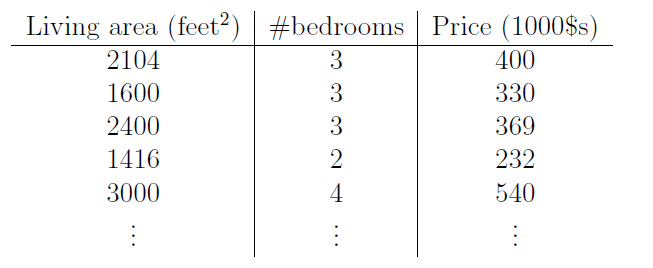 Living area (feet²) #bedrooms Price (1000$s)
2104 3 400
1600 3 330
2400 3 369
1416 2 232
3000 4 540
⋮ ⋮ ⋮